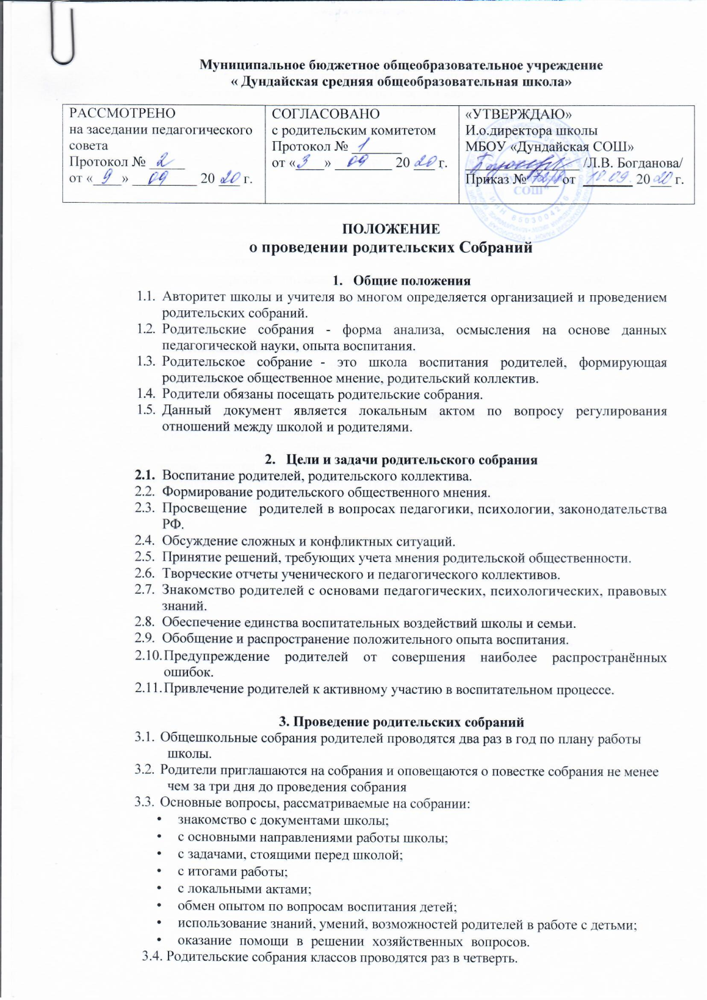 Муниципальное бюджетное общеобразовательное учреждение
« Дундайская средняя общеобразовательная школа»
РАССМОТРЕНО
на заседании педагогического
совета
Протокол № 2
от « 9 » 09 20 20 г.
СОГЛАСОВАНО
с родительским комитетом
Протокол № 1
от «3 » 09 20 20 г.
«УТВЕРЖДАЮ»
И.о.директора школы
МБОУ «Дундайская СОШ»
/Л.В. Богданова/
Приказ № от 10.09. 20 20 г.
СОШ"
ИНН 8503004246
ПОЛОЖЕНИЕ
о проведении родительских Собраний
1. Общие положения
1.1. Авторитет школы и учителя во многом определяется организацией и проведением
родительских собраний.
1.2. Родительские собрания - форма анализа, осмысления на основе данных
педагогической науки, опыта воспитания.
1.3. Родительское собрание - это школа воспитания родителей, формирующая
родительское общественное мнение, родительский коллектив.
1.4. Родители обязаны посещать родительские собрания.
1.5. Данный документ является локальным актом по вопросу регулирования
отношений между школой и родителями.
2. Цели и задачи родительского собрания
2.1. Воспитание родителей, родительского коллектива.
2.2. Формирование родительского общественного мнения.
2.3. Просвещение родителей в вопросах педагогики, психологии, законодательства
РФ.
2.4. Обсуждение сложных и конфликтных ситуаций.
2.5. Принятие решений, требующих учета мнения родительской общественности.
2.6. Творческие отчеты ученического и педагогического коллективов.
2.7. Знакомство родителей с основами педагогических, психологических, правовых
знаний.
2.8. Обеспечение единства воспитательных воздействий школы и семьи.
2.9. Обобщение и распространение положительного опыта воспитания.
2.10. Предупреждение родителей от совершения наиболее распространённых
ошибок.
2.11. Привлечение родителей к активному участию в воспитательном процессе.
3. Проведение родительских собраний
3.1. Общешкольные собрания родителей проводятся два раз в год по плану работы
школы.
3.2. Родители приглашаются на собрания и оповещаются о повестке собрания не менее
чем за три дня до проведения собрания
3.3. Основные вопросы, рассматриваемые на собрании:
• знакомство с документами школы;
• с основными направлениями работы школы;
• с задачами, стоящими перед школой;
• с итогами работы;
• с локальными актами;
• обмен опытом по вопросам воспитания детей;
• использование знаний, умений, возможностей родителей в работе с детьми;
• оказание помощи в решении хозяйственных вопросов.
3.4. Родительские собрания классов проводятся раз в четверть.